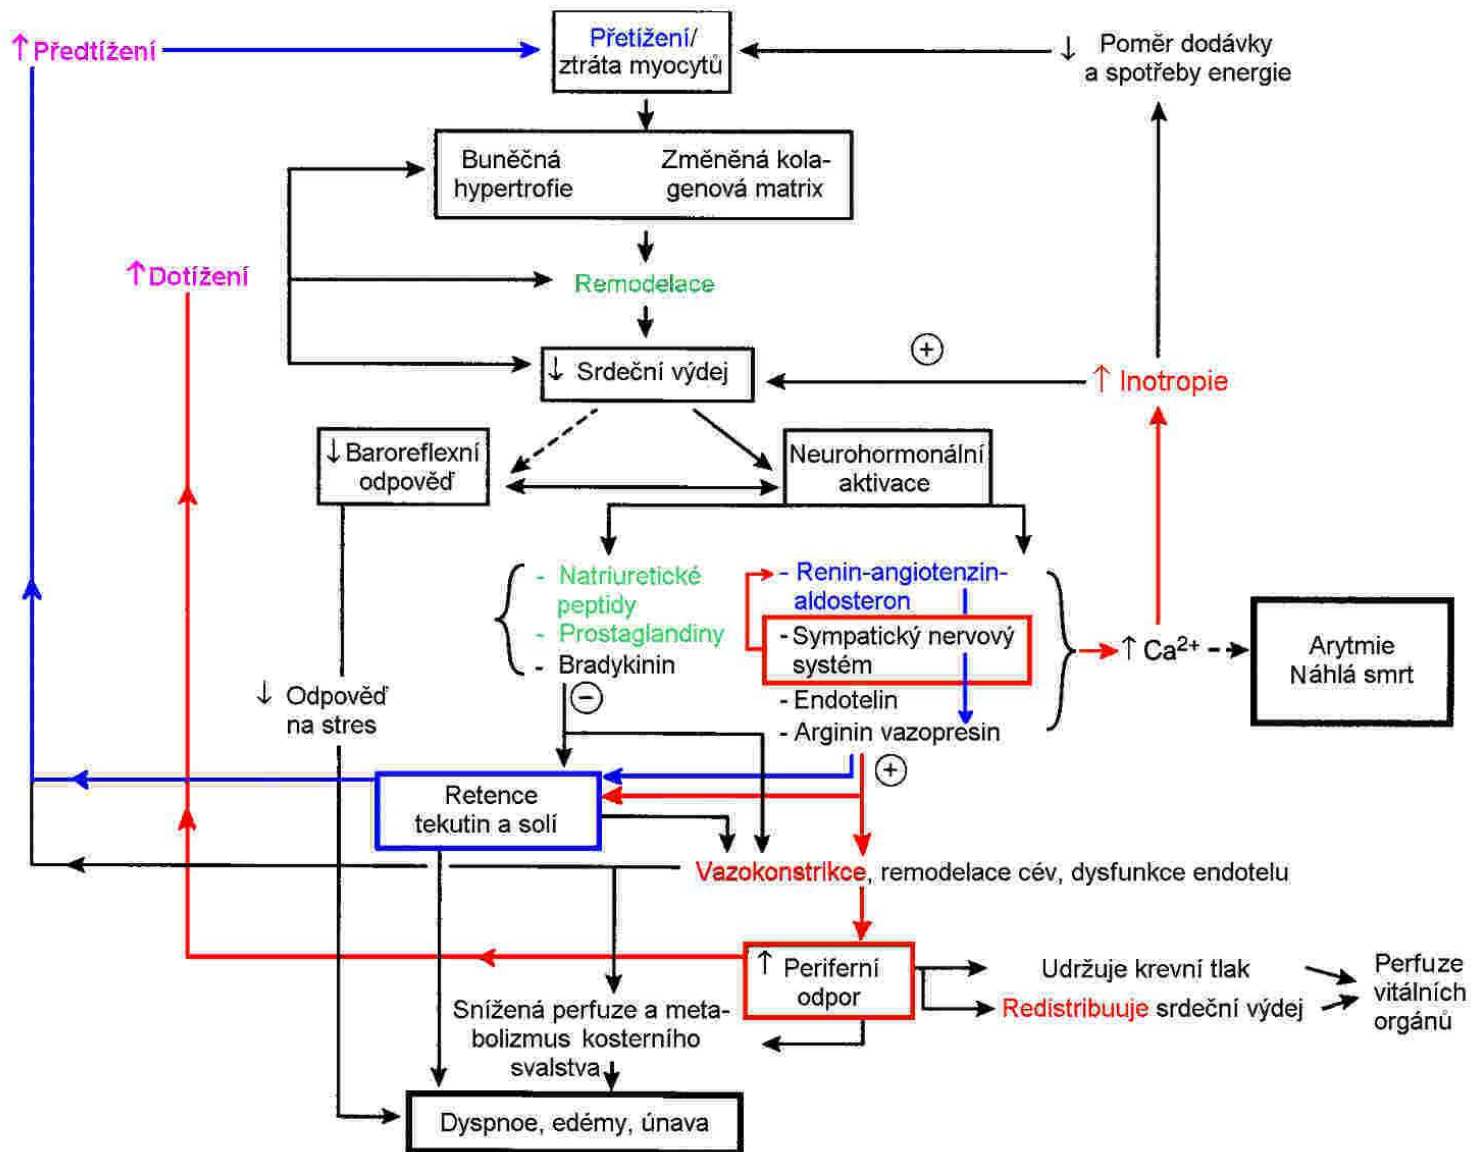 ↑ Předtížení
Přetížení/
ztráta myocytů
↓ Poměr dodávky
a spotřeby energie
Buněčná
hypertrofie
Změněná kola-
genová matrix
↑ Dotížení
Remodelace
↓ Srdeční výdej
+
↑ Inotropie
↓ Baroreflexní
odpověď
Neurohormonální
aktivace
- Natriuretické
peptidy
- Prostaglandiny
- Bradykinin
- Renin-angiotenzin-
aldosteron
- Sympatický nervový
systém
- Endotelin
- Arginin vazopresin
↑ Ca²⁺
Arytmie
Náhlá smrt
↓ Odpověď
na stres
−
+
Retence
tekutin a solí
Vazokonstrikce, remodelace cév, dysfunkce endotelu
↑ Periferní
odpor
Udržuje krevní tlak
Redistribuuje srdeční výdej
Perfuze
vitálních
orgánů
Snížená perfuze a meta-
bolizmus kosterního
svalstva
Dyspnoe, edémy, únava